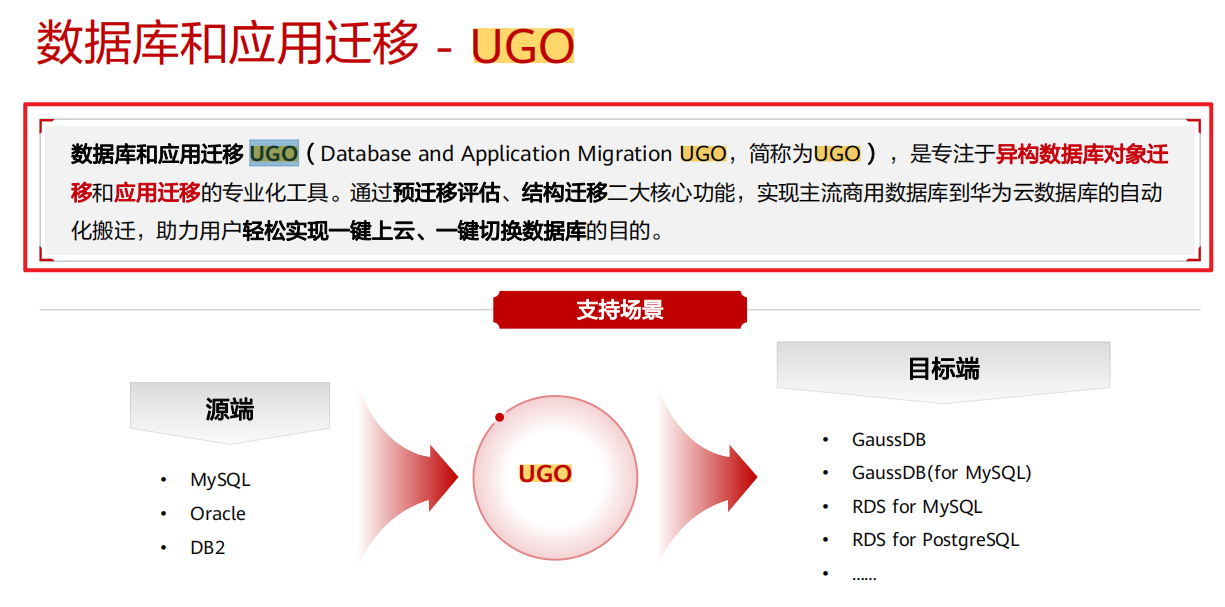 数据库和应用迁移 - UGO
数据库和应用迁移 UGO（Database and Application Migration UGO，简称为UGO），是专注于异构数据库对象迁
移和应用迁移的专业化工具。通过预迁移评估、结构迁移二大核心功能，实现主流商用数据库到华为云数据库的自动
化搬迁，助力用户轻松实现一键上云、一键切换数据库的目的。
支持场景
源端
• MySQL
• Oracle
• DB2
UGO
目标端
• GaussDB
• GaussDB(for MySQL)
• RDS for MySQL
• RDS for PostgreSQL
• ……